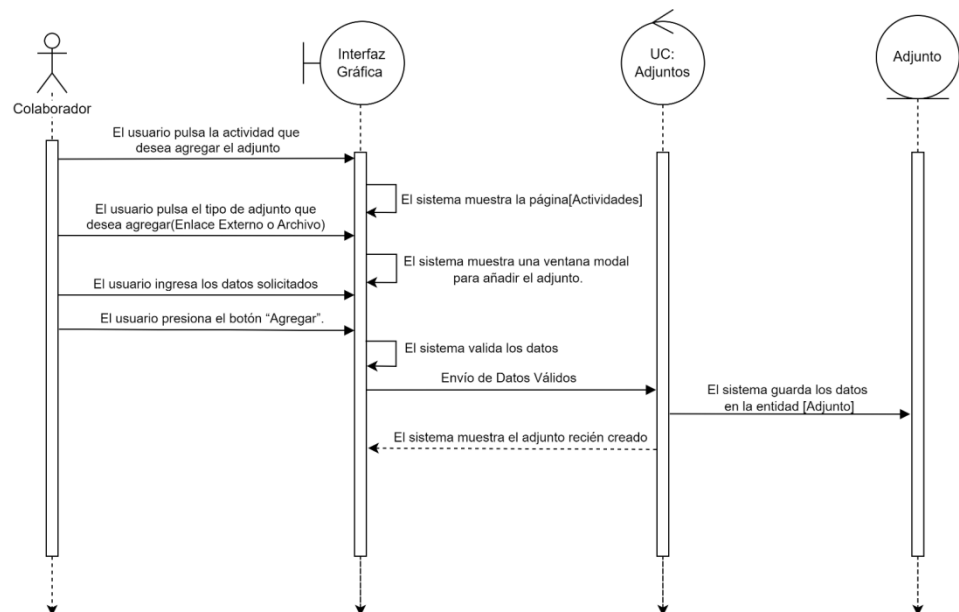 Interfaz
Gráfica
UC:
Adjuntos
Adjunto
Colaborador
El usuario pulsa la actividad que
desea agregar el adjunto
El sistema muestra la página[Actividades]
El usuario pulsa el tipo de adjunto que
desea agregar(Enlace Externo o Archivo)
El sistema muestra una ventana modal
para añadir el adjunto.
El usuario ingresa los datos solicitados
El usuario presiona el botón “Agregar”.
El sistema valida los datos
Envío de Datos Válidos
El sistema guarda los datos
en la entidad [Adjunto]
El sistema muestra el adjunto recién creado